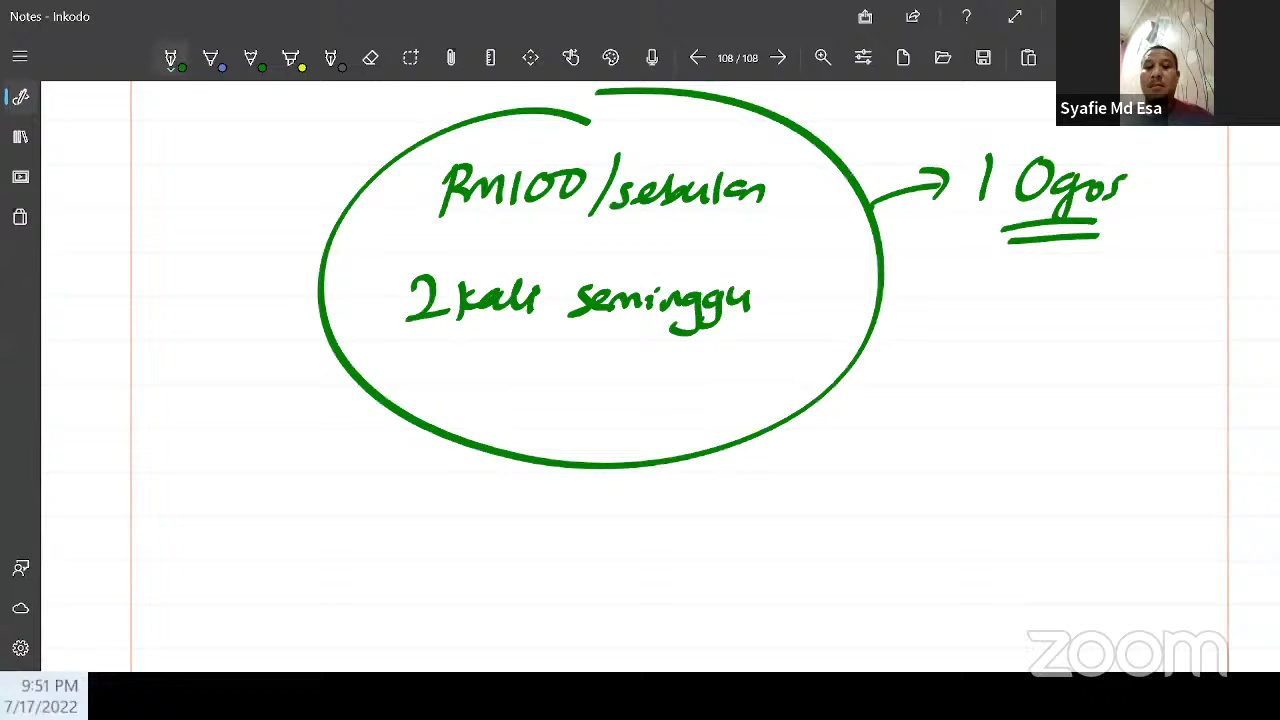 Notes - Inkodo
108 / 108
Syafie Md Esa
RM100/sebulan
→ 1 Ogos
2 kali seminggu
zoom
9:51 PM
7/17/2022